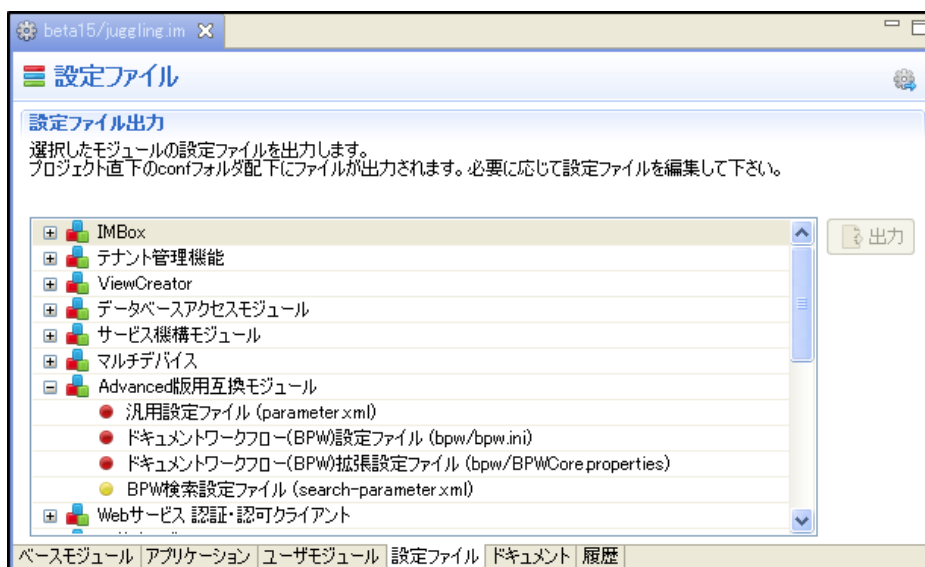 beta15/juggling.im
設定ファイル
設定ファイル出力
選択したモジュールの設定ファイルを出力します。
プロジェクト直下のconfフォルダ配下にファイルが出力されます。必要に応じて設定ファイルを編集して下さい。
IMBox
出力
テナント管理機能
ViewCreator
データベースアクセスモジュール
サービス機構モジュール
マルチデバイス
Advanced版用互換モジュール
汎用設定ファイル (parameter.xml)
ドキュメントワークフロー(BPW)設定ファイル (bpw/bpw.ini)
ドキュメントワークフロー(BPW)拡張設定ファイル (bpw/BPWCore.properties)
BPW検索設定ファイル (search-parameter.xml)
Webサービス 認証・認可クライアント
ベースモジュール アプリケーション ユーザモジュール 設定ファイル ドキュメント 履歴